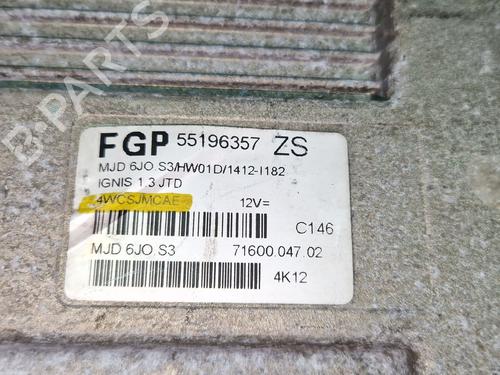 FGP 55196357 ZS
MJD 6JO.S3/HW01D/1412-I182
IGNIS 1.3 JTD
4WCSJMCAE 12V=
C146
MJD 6JO.S3 71600.047.02
4K12